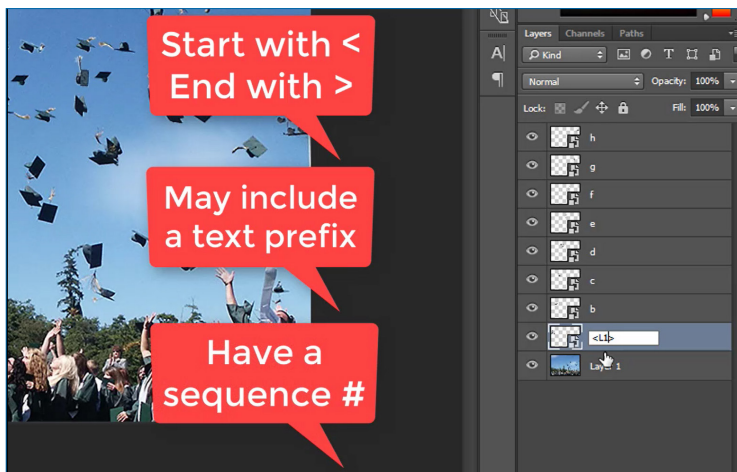 Start with <
End with >
May include
a text prefix
Have a
sequence #
A
Layers Channels Paths
Kind
T
Normal
Opacity: 100%
Lock:
Fill: 100%
h
g
f
e
d
c
b
<L1>
Layer 1